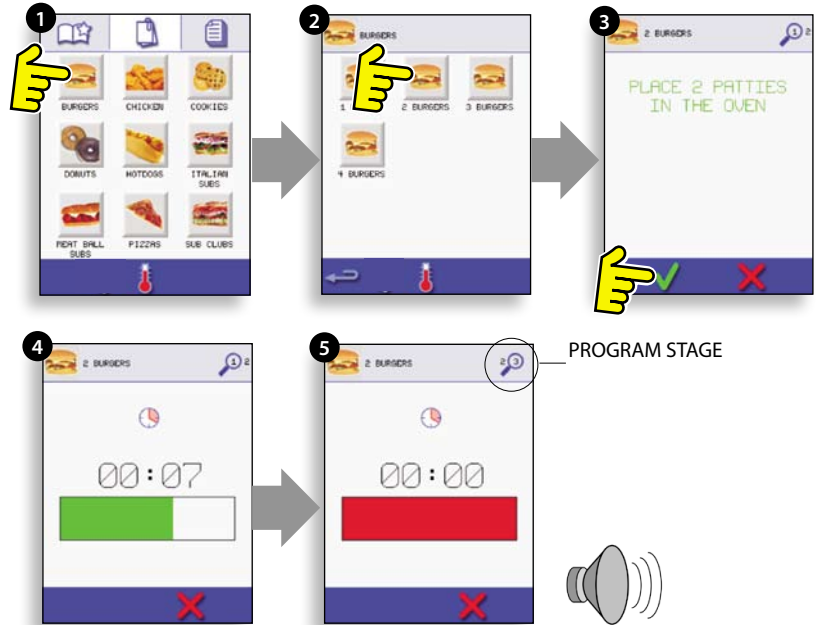 1
BURGERS
CHICKEN
COOKIES
DONUTS
HOTDOGS
ITALIAN
SUBS
MEAT BALL
SUBS
PIZZAS
SUB CLUBS
2
BURGERS
1
2 BURGERS
3 BURGERS
4 BURGERS
3
2 BURGERS
1 2
PLACE 2 PATTIES
IN THE OVEN
4
2 BURGERS
1 2
00:07
5
2 BURGERS
2 3
PROGRAM STAGE
00:00